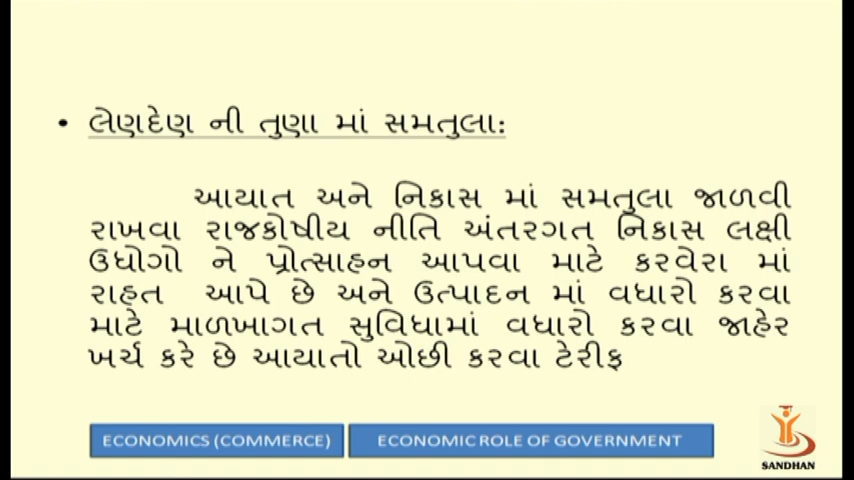 • લેણદેણ ની તુણા માં સમતુલા:
આયાત અને નિકાસ માં સમતુલા જાળવી
રાખવા રાજકોષીય નીતિ અંતરગત નિકાસ લક્ષી
ઉધોગો ને પ્રોત્સાહન આપવા માટે કરવેરા માં
રાહત આપે છે અને ઉત્પાદન માં વધારો કરવા
માટે માળખાગત સુવિધામાં વધારો કરવા જાહેર
ખર્ચ કરે છે આયાતો ઓછી કરવા ટેરીફ
ECONOMICS (COMMERCE)
ECONOMIC ROLE OF GOVERNMENT
SANDHAN